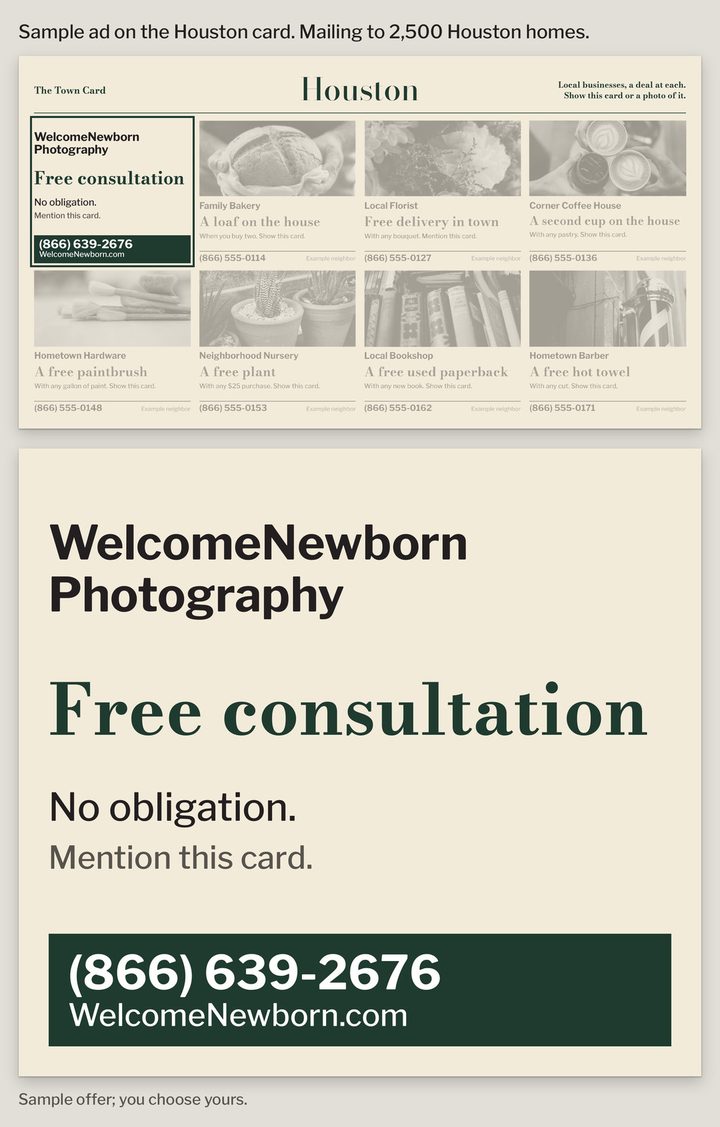 Sample ad on the Houston card. Mailing to 2,500 Houston homes.
The Town Card
Houston
Local businesses, a deal at each.
Show this card or a photo of it.
WelcomeNewborn
Photography
Free consultation
No obligation.
Mention this card.
(866) 639-2676
WelcomeNewborn.com
Family Bakery
A loaf on the house
When you buy two. Show this card.
(866) 555-0114
Example neighbor
Local Florist
Free delivery in town
With any bouquet. Mention this card.
(866) 555-0127
Example neighbor
Corner Coffee House
A second cup on the house
With any pastry. Show this card.
(866) 555-0136
Example neighbor
Hometown Hardware
A free paintbrush
With any gallon of paint. Show this card.
(866) 555-0148
Example neighbor
Neighborhood Nursery
A free plant
With any $25 purchase. Show this card.
(866) 555-0153
Example neighbor
Local Bookshop
A free used paperback
With any new book. Show this card.
(866) 555-0162
Example neighbor
Hometown Barber
A free hot towel
With any cut. Show this card.
(866) 555-0171
Example neighbor
WelcomeNewborn
Photography
Free consultation
No obligation.
Mention this card.
(866) 639-2676
WelcomeNewborn.com
Sample offer; you choose yours.